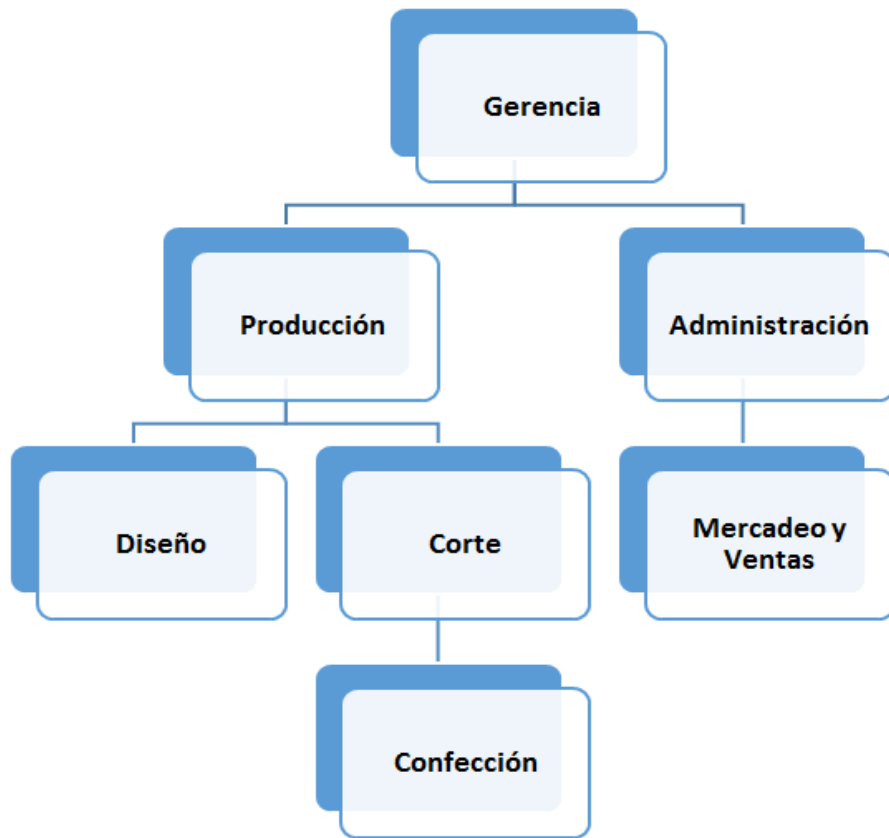 Gerencia
Producción
Administración
Diseño
Corte
Mercadeo y
Ventas
Confección